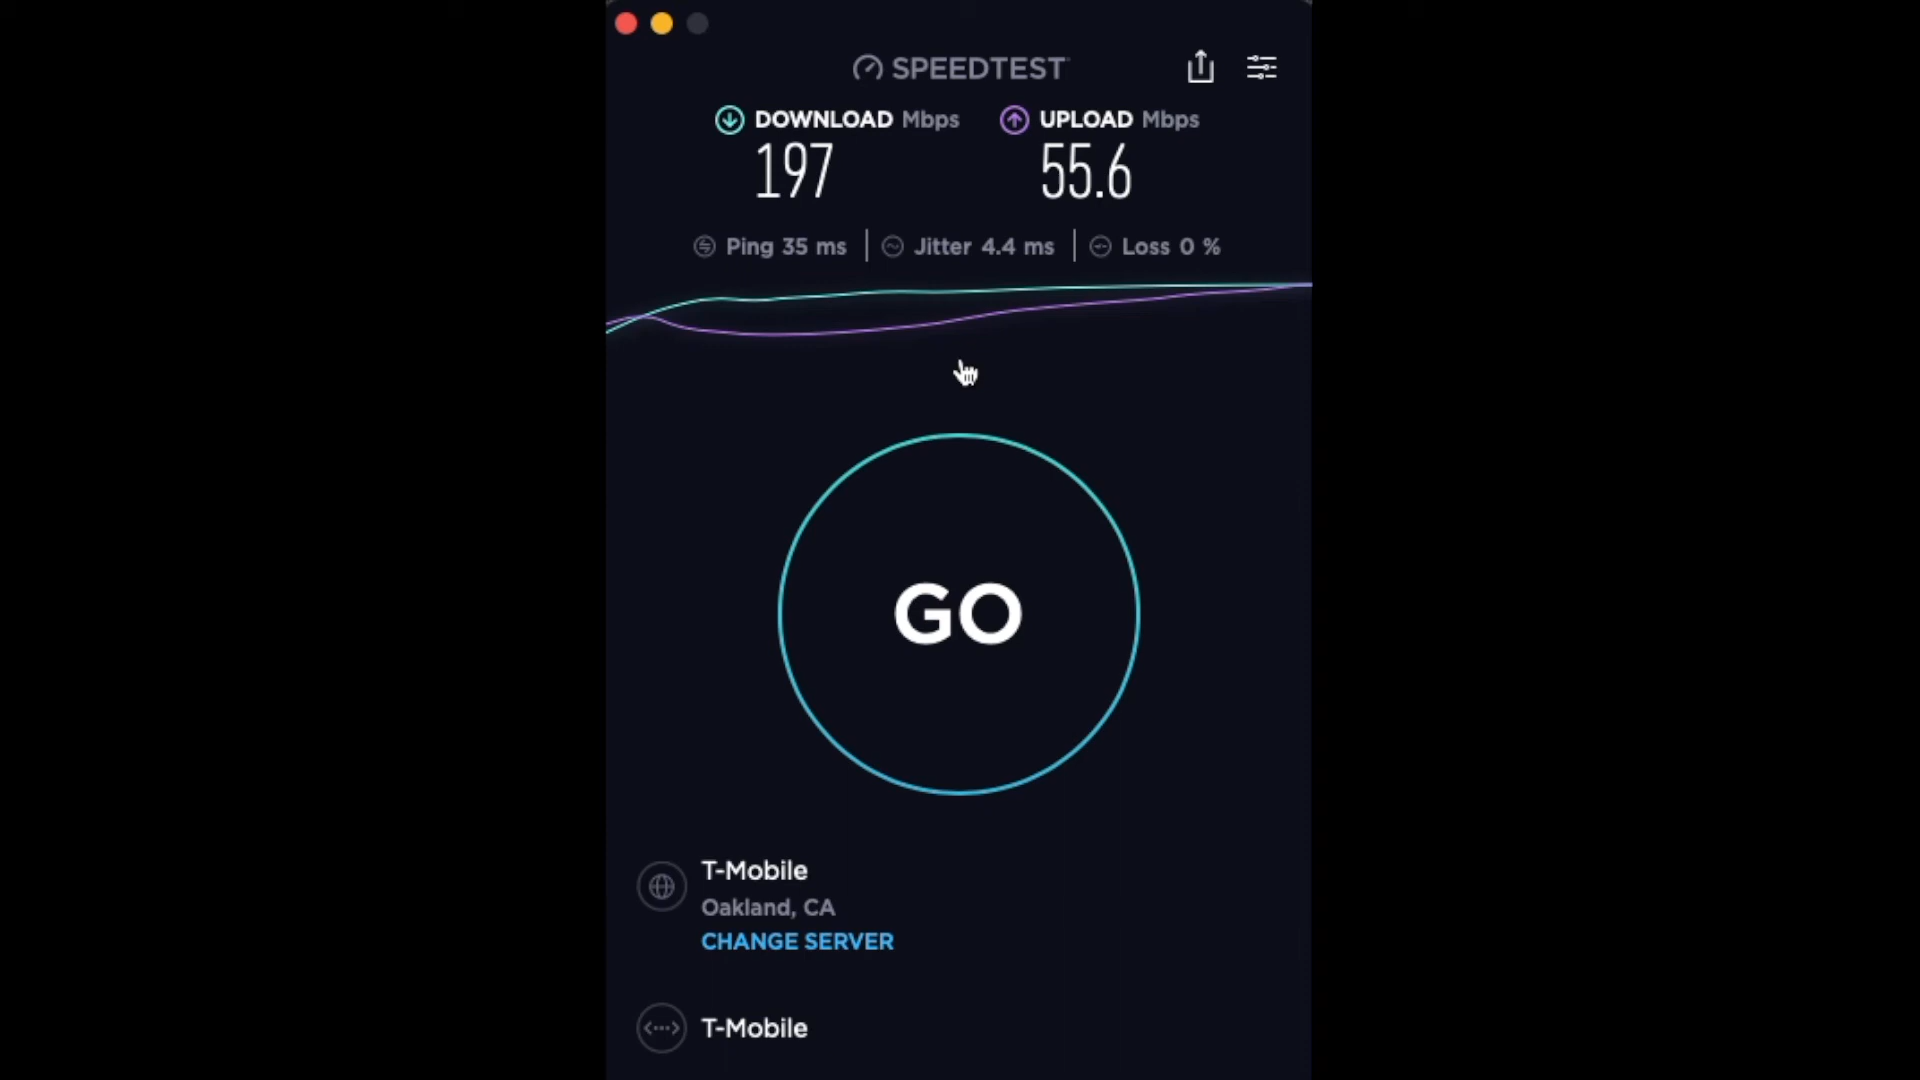 SPEEDTEST
DOWNLOAD Mbps
197
UPLOAD Mbps
55.6
Ping 35 ms
Jitter 4.4 ms
Loss 0 %
GO
T-Mobile
Oakland, CA
CHANGE SERVER
T-Mobile